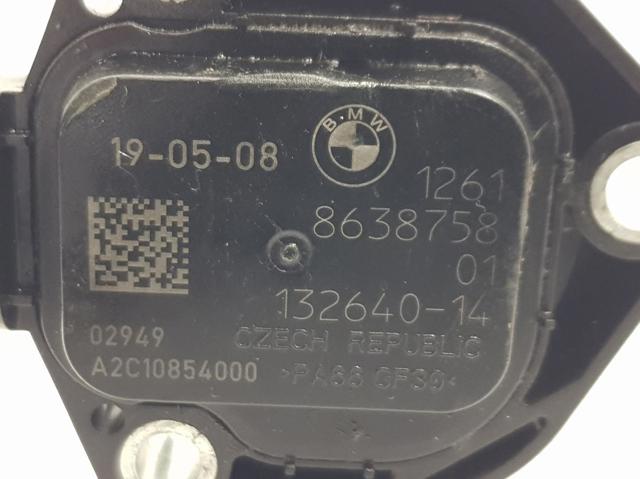 19-05-08
BMW
1261
8638758
01
132640-14
02949
CZECH REPUBLIC
A2C10854000
>PA66 GF30<